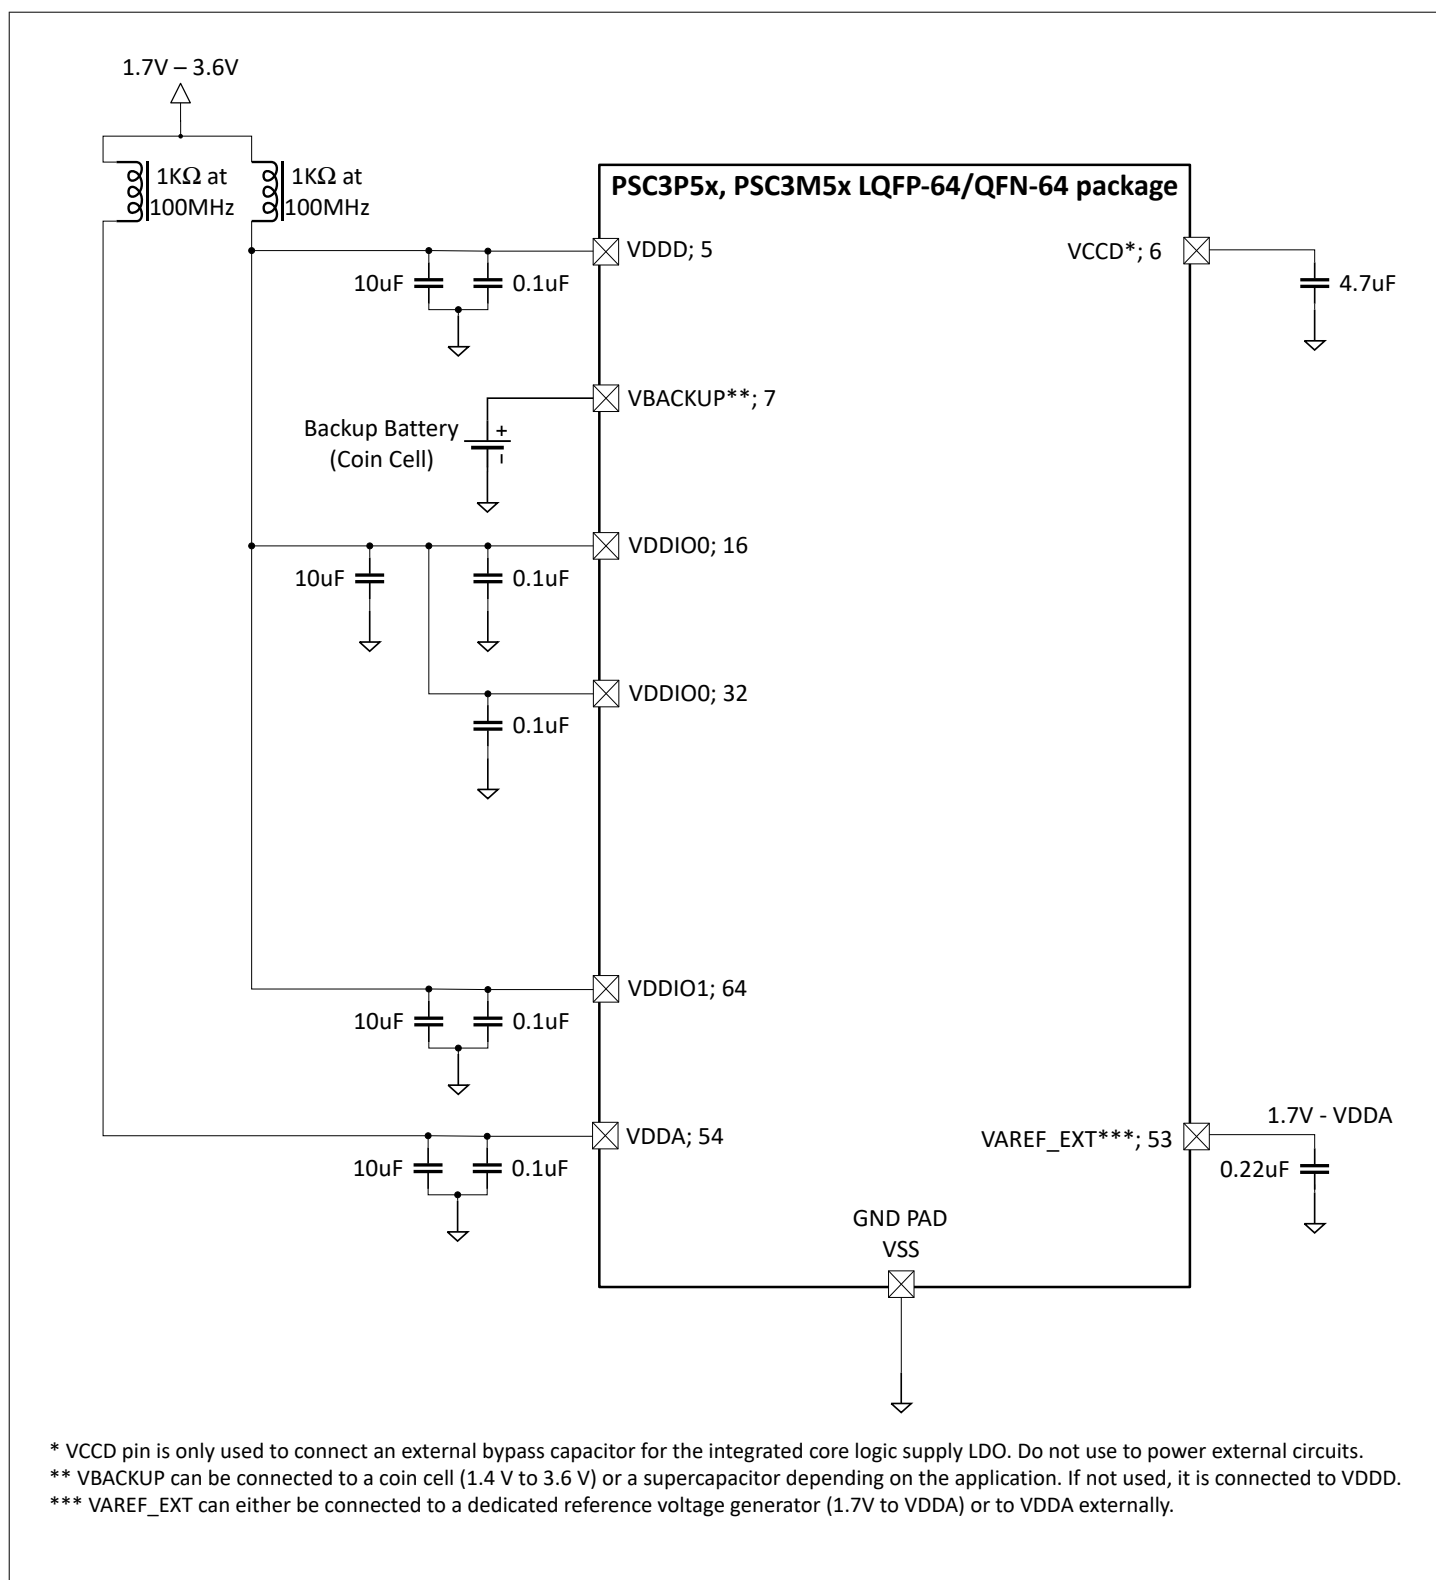 1.7V – 3.6V
1KΩ at
100MHz
1KΩ at
100MHz
PSC3P5x, PSC3M5x LQFP-64/QFN-64 package
VDDD; 5
VCCD*; 6
10uF
0.1uF
4.7uF
VBACKUP**; 7
Backup Battery
(Coin Cell)
+
-
VDDIO0; 16
10uF
0.1uF
VDDIO0; 32
0.1uF
VDDIO1; 64
10uF
0.1uF
1.7V - VDDA
VDDA; 54
VAREF_EXT***; 53
10uF
0.1uF
0.22uF
GND PAD
VSS
* VCCD pin is only used to connect an external bypass capacitor for the integrated core logic supply LDO. Do not use to power external circuits.
** VBACKUP can be connected to a coin cell (1.4 V to 3.6 V) or a supercapacitor depending on the application. If not used, it is connected to VDDD.
*** VAREF_EXT can either be connected to a dedicated reference voltage generator (1.7V to VDDA) or to VDDA externally.